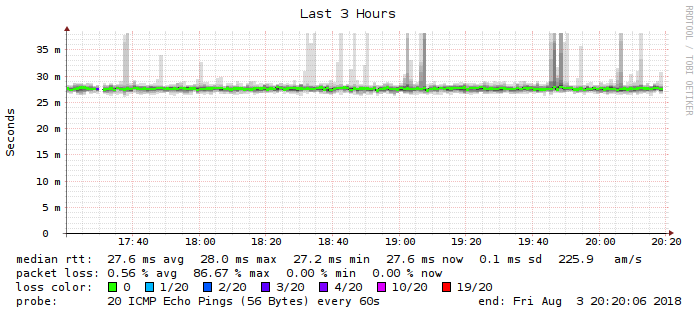 Last 3 Hours
RRDTOOL / TOBI OETIKER
Seconds
35 m
30 m
25 m
20 m
15 m
10 m
5 m
0
17:40 18:00 18:20 18:40 19:00 19:20 19:40 20:00 20:20
median rtt: 27.6 ms avg 28.0 ms max 27.2 ms min 27.6 ms now 0.1 ms sd 225.9 am/s
packet loss: 0.56 % avg 86.67 % max 0.00 % min 0.00 % now
loss color: 0 1/20 2/20 3/20 4/20 10/20 19/20
probe: 20 ICMP Echo Pings (56 Bytes) every 60s end: Fri Aug 3 20:20:06 2018